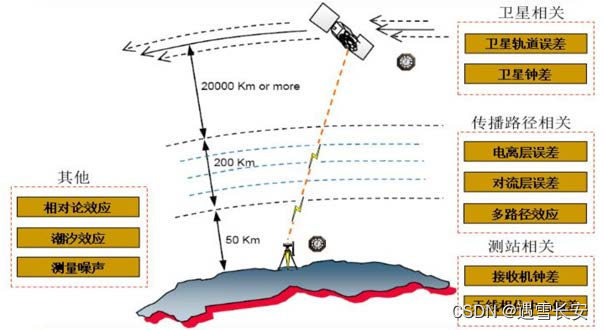 卫星相关
卫星轨道误差
卫星钟差
20000 Km or more
传播路径相关
电离层误差
对流层误差
多路径效应
200 Km
其他
相对论效应
潮汐效应
测量噪声
50 Km
测站相关
接收机钟差
CSDN @遇雪长安